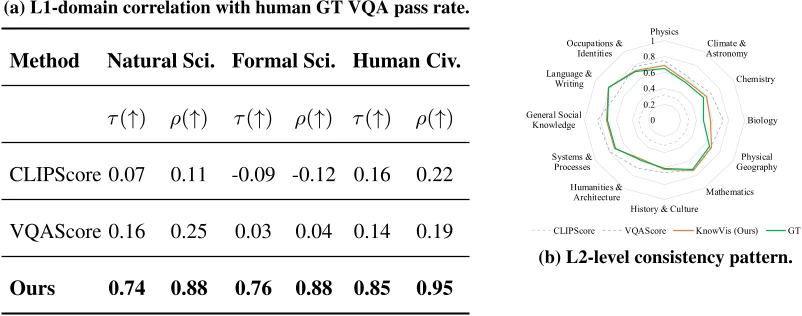 (a) L1-domain correlation with human GT VQA pass rate.
Method Natural Sci. Formal Sci. Human Civ.
τ(↑) ρ(↑) τ(↑) ρ(↑) τ(↑) ρ(↑)
CLIPScore 0.07 0.11 -0.09 -0.12 0.16 0.22
VQAScore 0.16 0.25 0.03 0.04 0.14 0.19
Ours 0.74 0.88 0.76 0.88 0.85 0.95
Physics
Climate &
Astronomy
Chemistry
Biology
Physical
Geography
Mathematics
History & Culture
Humanities &
Architecture
Systems &
Processes
General Social
Knowledge
Language &
Writing
Occupations &
Identities
1
0.8
0.6
0.4
0.2
0
CLIPScore VQAScore KnowVis (Ours) GT
(b) L2-level consistency pattern.